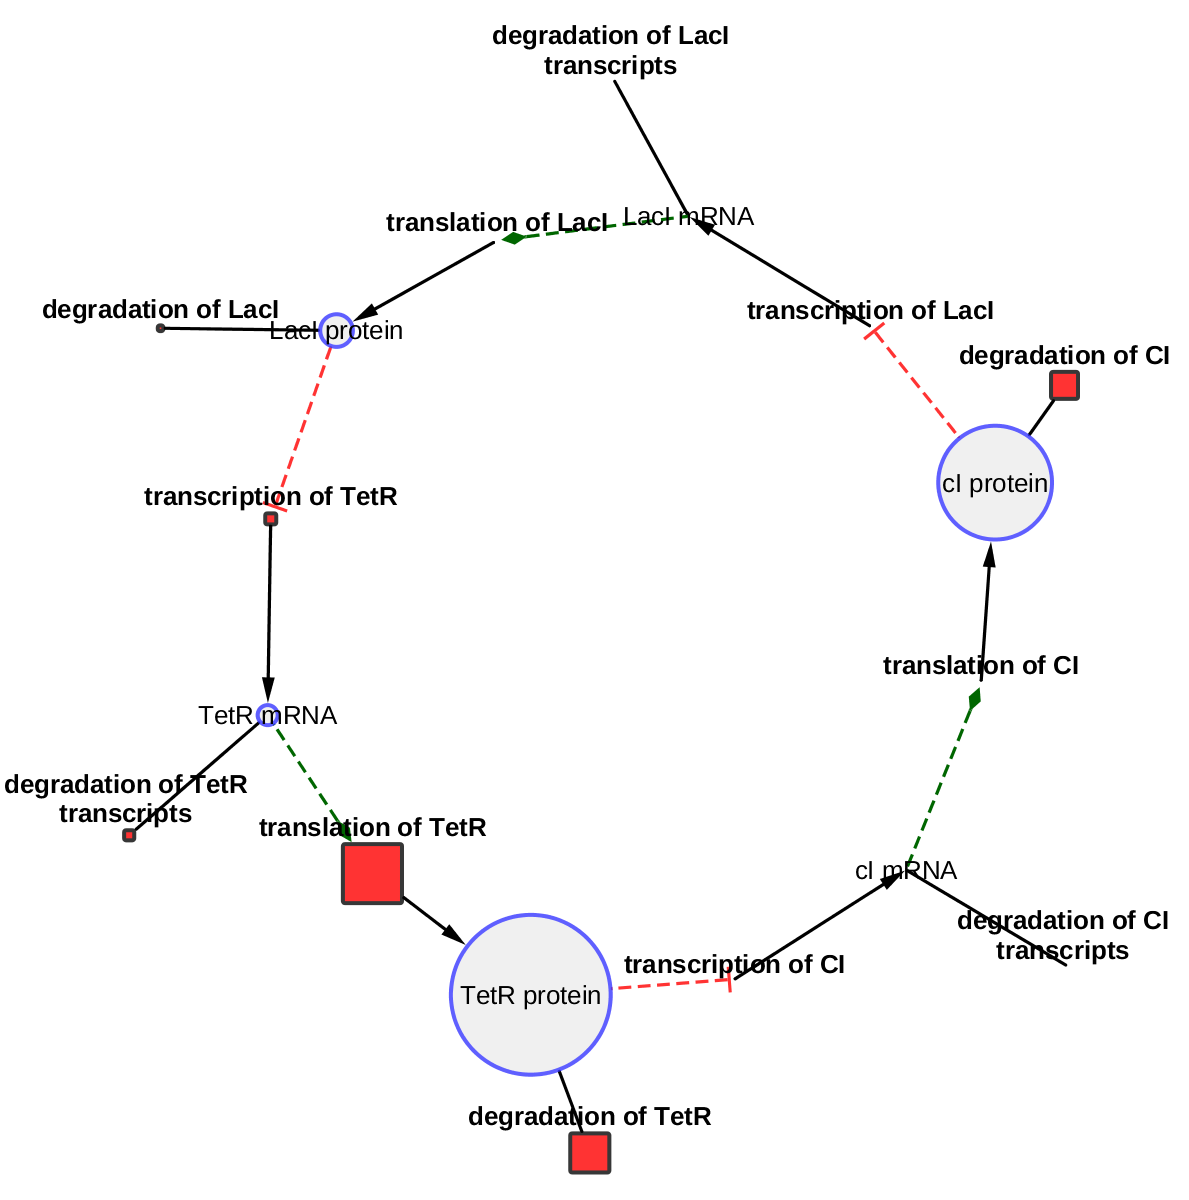 degradation of LacI
transcripts
translation of LacI
LacI mRNA
degradation of LacI
LacI protein
transcription of LacI
degradation of CI
cI protein
transcription of TetR
translation of CI
TetR mRNA
degradation of TetR
transcripts
translation of TetR
cI mRNA
degradation of CI
transcripts
transcription of CI
TetR protein
degradation of TetR